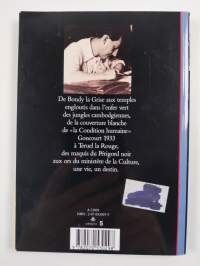 De Bondy la Grise aux temples
engloutis dans l'enfer vert
des jungles cambodgiennes,
de la couverture blanche
de «la Condition humaine»
Goncourt 1933
à Teruel la Rouge,
des maquis du Périgord noir
aux ors du ministère de la Culture,
une vie, un destin.
5